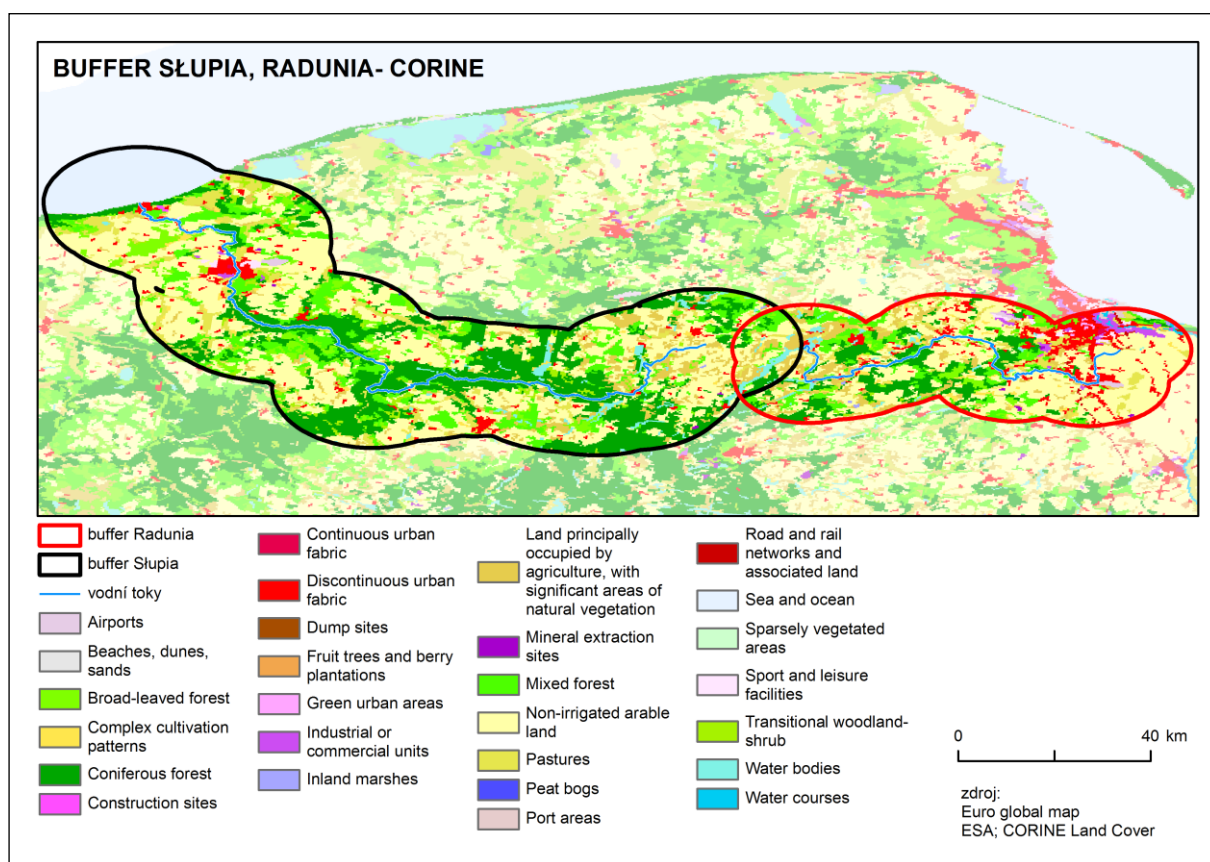 BUFFER SŁUPIA, RADUNIA- CORINE
buffer Radunia
buffer Słupia
vodní toky
Airports
Beaches, dunes,
sands
Broad-leaved forest
Complex cultivation
patterns
Coniferous forest
Construction sites
Continuous urban
fabric
Discontinuous urban
fabric
Dump sites
Fruit trees and berry
plantations
Green urban areas
Industrial or
commercial units
Inland marshes
Land principally
occupied by
agriculture, with
significant areas of
natural vegetation
Mineral extraction
sites
Mixed forest
Non-irrigated arable
land
Pastures
Peat bogs
Port areas
Road and rail
networks and
associated land
Sea and ocean
Sparsely vegetated
areas
Sport and leisure
facilities
Transitional woodland-
shrub
Water bodies
Water courses
0 40 km
zdroj:
Euro global map
ESA; CORINE Land Cover